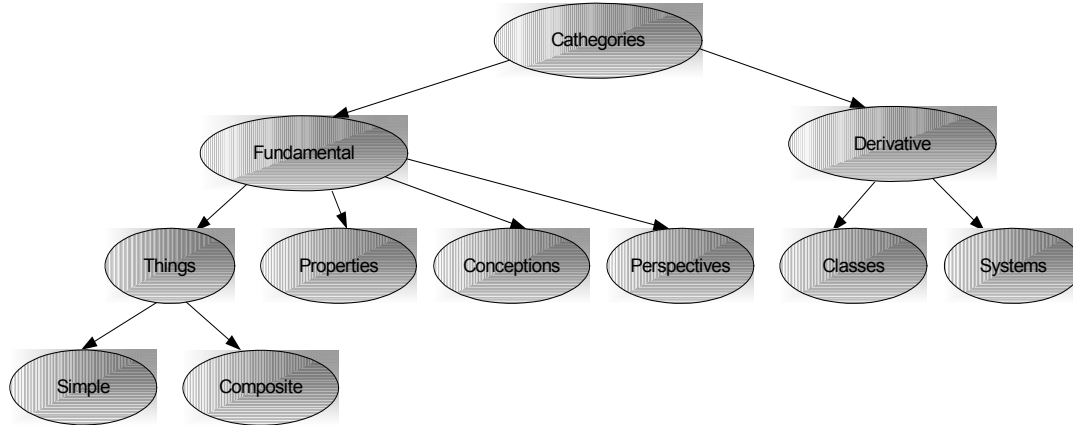 Cathegories
Fundamental
Derivative
Things
Properties
Conceptions
Perspectives
Classes
Systems
Simple
Composite